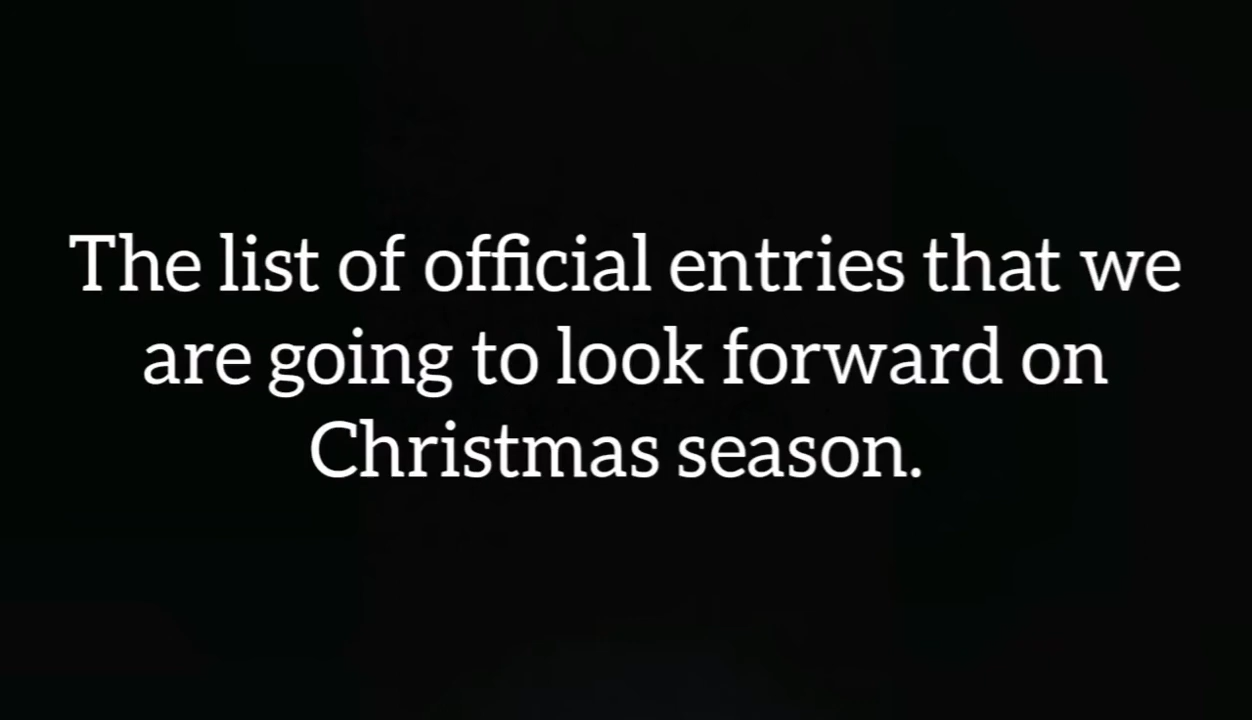 The list of official entries that we
are going to look forward on
Christmas season.